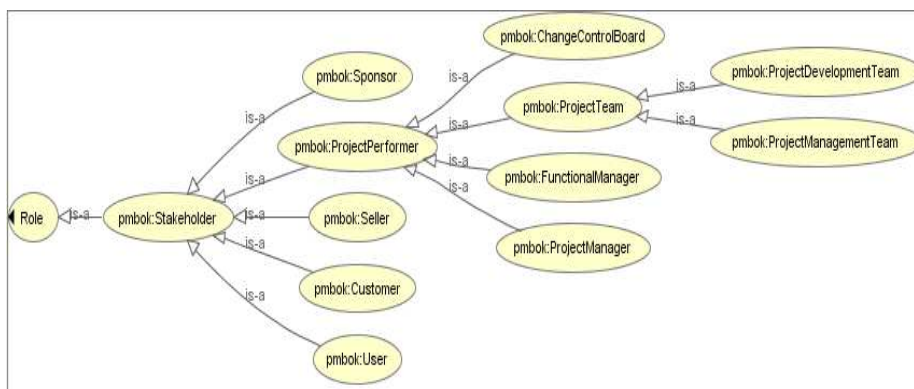 pmbok:ChangeControlBoard
is-a
pmbok:Sponsor
pmbok:ProjectDevelopmentTeam
is-a
pmbok:ProjectTeam
is-a
is-a
pmbok:ProjectPerformer
is-a
pmbok:ProjectManagementTeam
is-a
is-a
pmbok:FunctionalManager
is-a
is-a
Role
is-a
pmbok:Stakeholder
is-a
pmbok:Seller
is-a
pmbok:ProjectManager
pmbok:Customer
is-a
pmbok:User